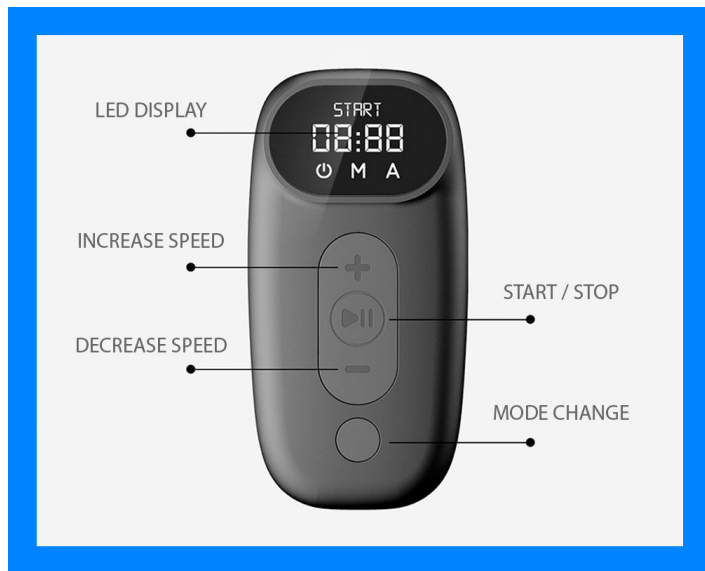 LED DISPLAY
START
08:88
M A
INCREASE SPEED
START / STOP
DECREASE SPEED
MODE CHANGE